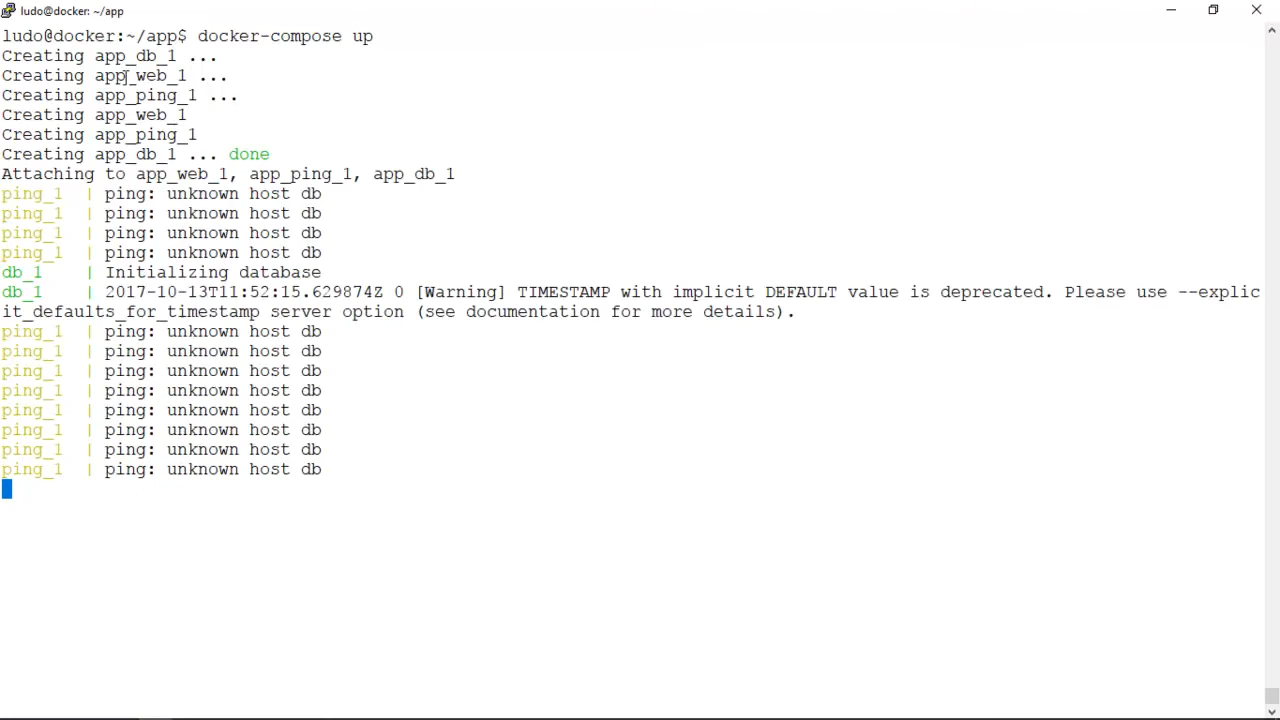 ludo@docker: ~/app
ludo@docker:~/app$ docker-compose up
Creating app_db_1 ...
Creating app_web_1 ...
Creating app_ping_1 ...
Creating app_web_1
Creating app_ping_1
Creating app_db_1 ... done
Attaching to app_web_1, app_ping_1, app_db_1
ping_1  | ping: unknown host db
ping_1  | ping: unknown host db
ping_1  | ping: unknown host db
ping_1  | ping: unknown host db
db_1    | Initializing database
db_1    | 2017-10-13T11:52:15.629874Z 0 [Warning] TIMESTAMP with implicit DEFAULT value is deprecated. Please use --explic
it_defaults_for_timestamp server option (see documentation for more details).
ping_1  | ping: unknown host db
ping_1  | ping: unknown host db
ping_1  | ping: unknown host db
ping_1  | ping: unknown host db
ping_1  | ping: unknown host db
ping_1  | ping: unknown host db
ping_1  | ping: unknown host db
ping_1  | ping: unknown host db